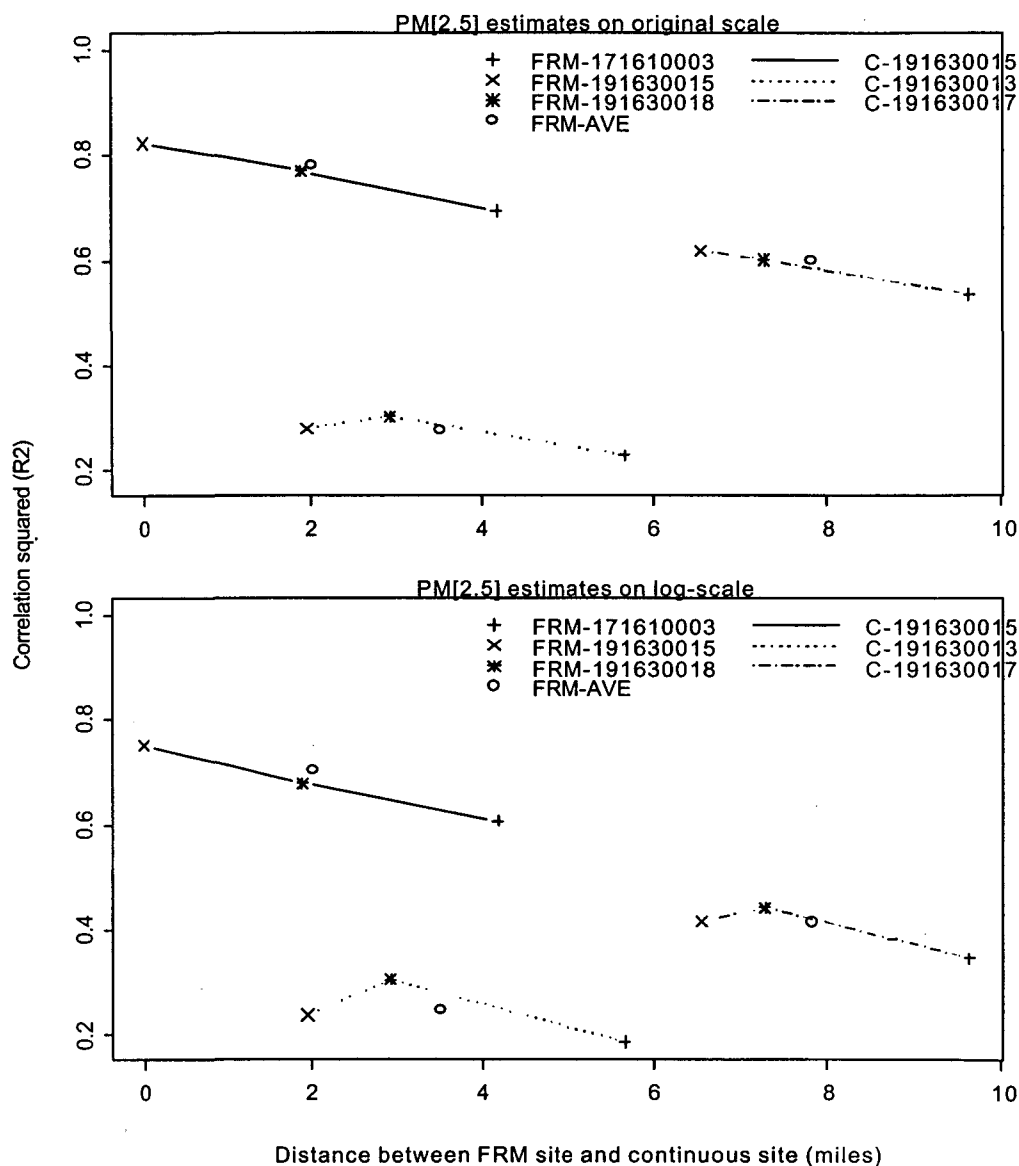 PM[2.5] estimates on original scale
+ FRM-171610003 C-191630015
× FRM-191630015 C-191630013
FRM-191630018 C-191630017
o FRM-AVE
1.0
0.8
0.6
0.4
0.2
0 2 4 6 8 10
Correlation squared (R2)
PM[2.5] estimates on log-scale
+ FRM-171610003 C-191630015
× FRM-191630015 C-191630013
FRM-191630018 C-191630017
o FRM-AVE
1.0
0.8
0.6
0.4
0.2
0 2 4 6 8 10
Distance between FRM site and continuous site (miles)